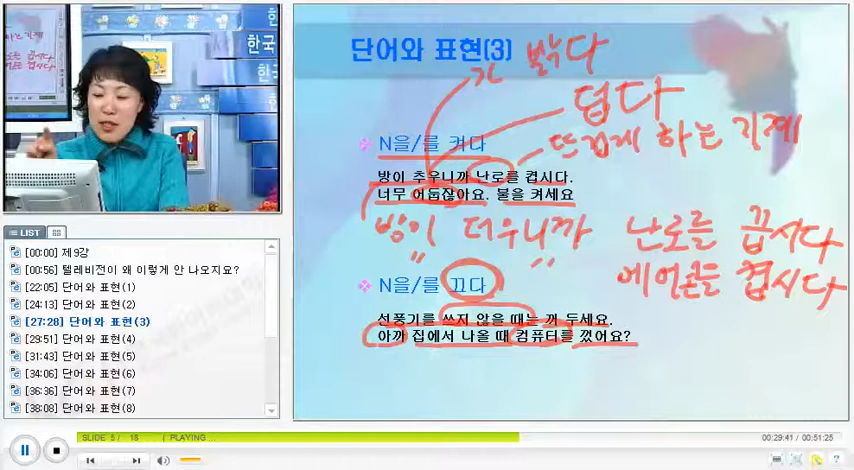 한국
한국
단어와 표현(3)
밝다
덥다
N을/를 켜다
뜨겁게 하는 기계
방이 추우니까 난로를 켭시다.
너무 어둡잖아요. 불을 켜세요
방이 더우니까 난로를 끕시다
에어컨을 켭시다
N을/를 끄다
선풍기를 쓰지 않을 때는 꺼 두세요.
아까 집에서 나올 때 컴퓨터를 껐어요?
LIST
[00:00] 제9강
[00:56] 텔레비전이 왜 이렇게 안 나오지요?
[22:05] 단어와 표현(1)
[24:13] 단어와 표현(2)
[27:28] 단어와 표현(3)
[29:51] 단어와 표현(4)
[31:43] 단어와 표현(5)
[34:06] 단어와 표현(6)
[36:36] 단어와 표현(7)
[38:08] 단어와 표현(8)
SLIDE 5 / 18 ( PLAYING ...
00:29:41 / 00:51:25